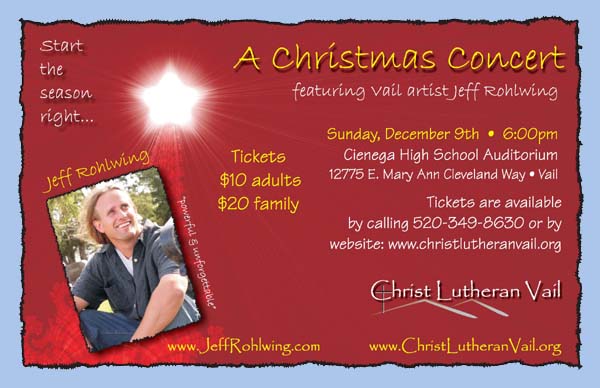 Start
the
season
right...
A Christmas Concert
featuring Vail artist Jeff Rohlwing
Sunday, December 9th • 6:00pm
Cienega High School Auditorium
12775 E. Mary Ann Cleveland Way • Vail
Tickets are available
by calling 520-349-8630 or by
website: www.christlutheranvail.org
Tickets
$10 adults
$20 family
Jeff Rohlwing
"powerful & unforgettable"
Christ Lutheran Vail
www.JeffRohlwing.com
www.ChristLutheranVail.org